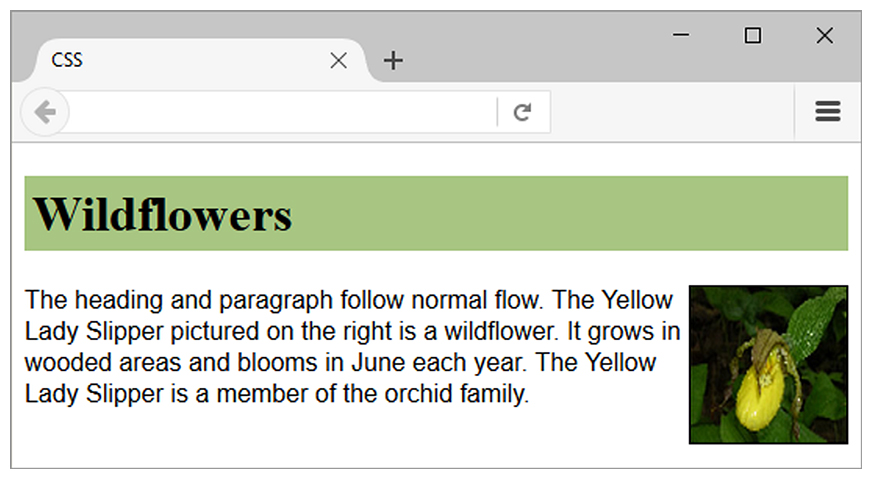 CSS
Wildflowers
The heading and paragraph follow normal flow. The Yellow
Lady Slipper pictured on the right is a wildflower. It grows in
wooded areas and blooms in June each year. The Yellow
Lady Slipper is a member of the orchid family.